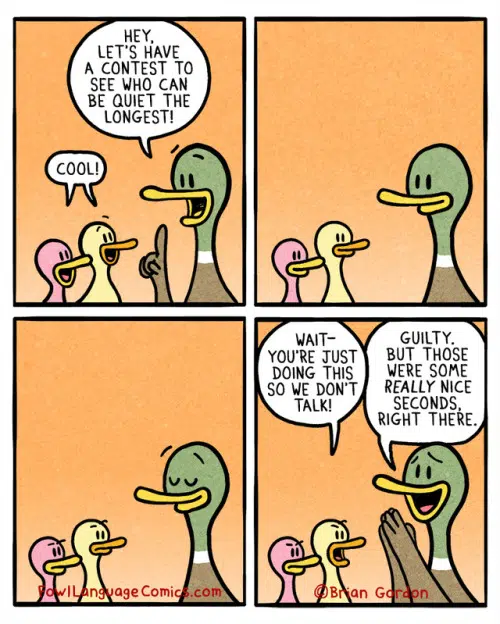 HEY,
LET'S HAVE
A CONTEST TO
SEE WHO CAN
BE QUIET THE
LONGEST!
COOL!
WAIT–
YOU'RE JUST
DOING THIS
SO WE DON'T
TALK!
GUILTY.
BUT THOSE
WERE SOME
REALLY NICE
SECONDS,
RIGHT THERE.
FowlLanguageComics.com
©Brian Gordon